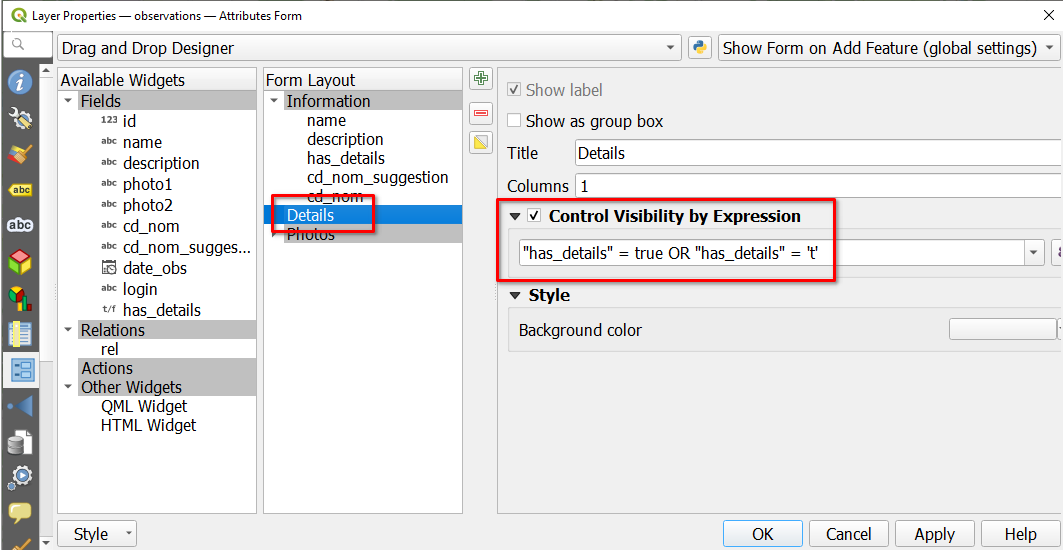 Layer Properties — observations — Attributes Form
Drag and Drop Designer
Show Form on Add Feature (global settings)
Available Widgets
Fields
123 id
abc name
abc description
abc photo1
abc photo2
abc cd_nom
abc cd_nom_sugges...
date_obs
abc login
t/f has_details
Relations
rel
Actions
Other Widgets
QML Widget
HTML Widget
Form Layout
Information
name
description
has_details
cd_nom_suggestion
cd_nom
Details
Photos
Show label
Show as group box
Title Details
Columns 1
Control Visibility by Expression
"has_details" = true OR "has_details" = 't'
Style
Background color
abc
abc
Style
OK
Cancel
Apply
Help